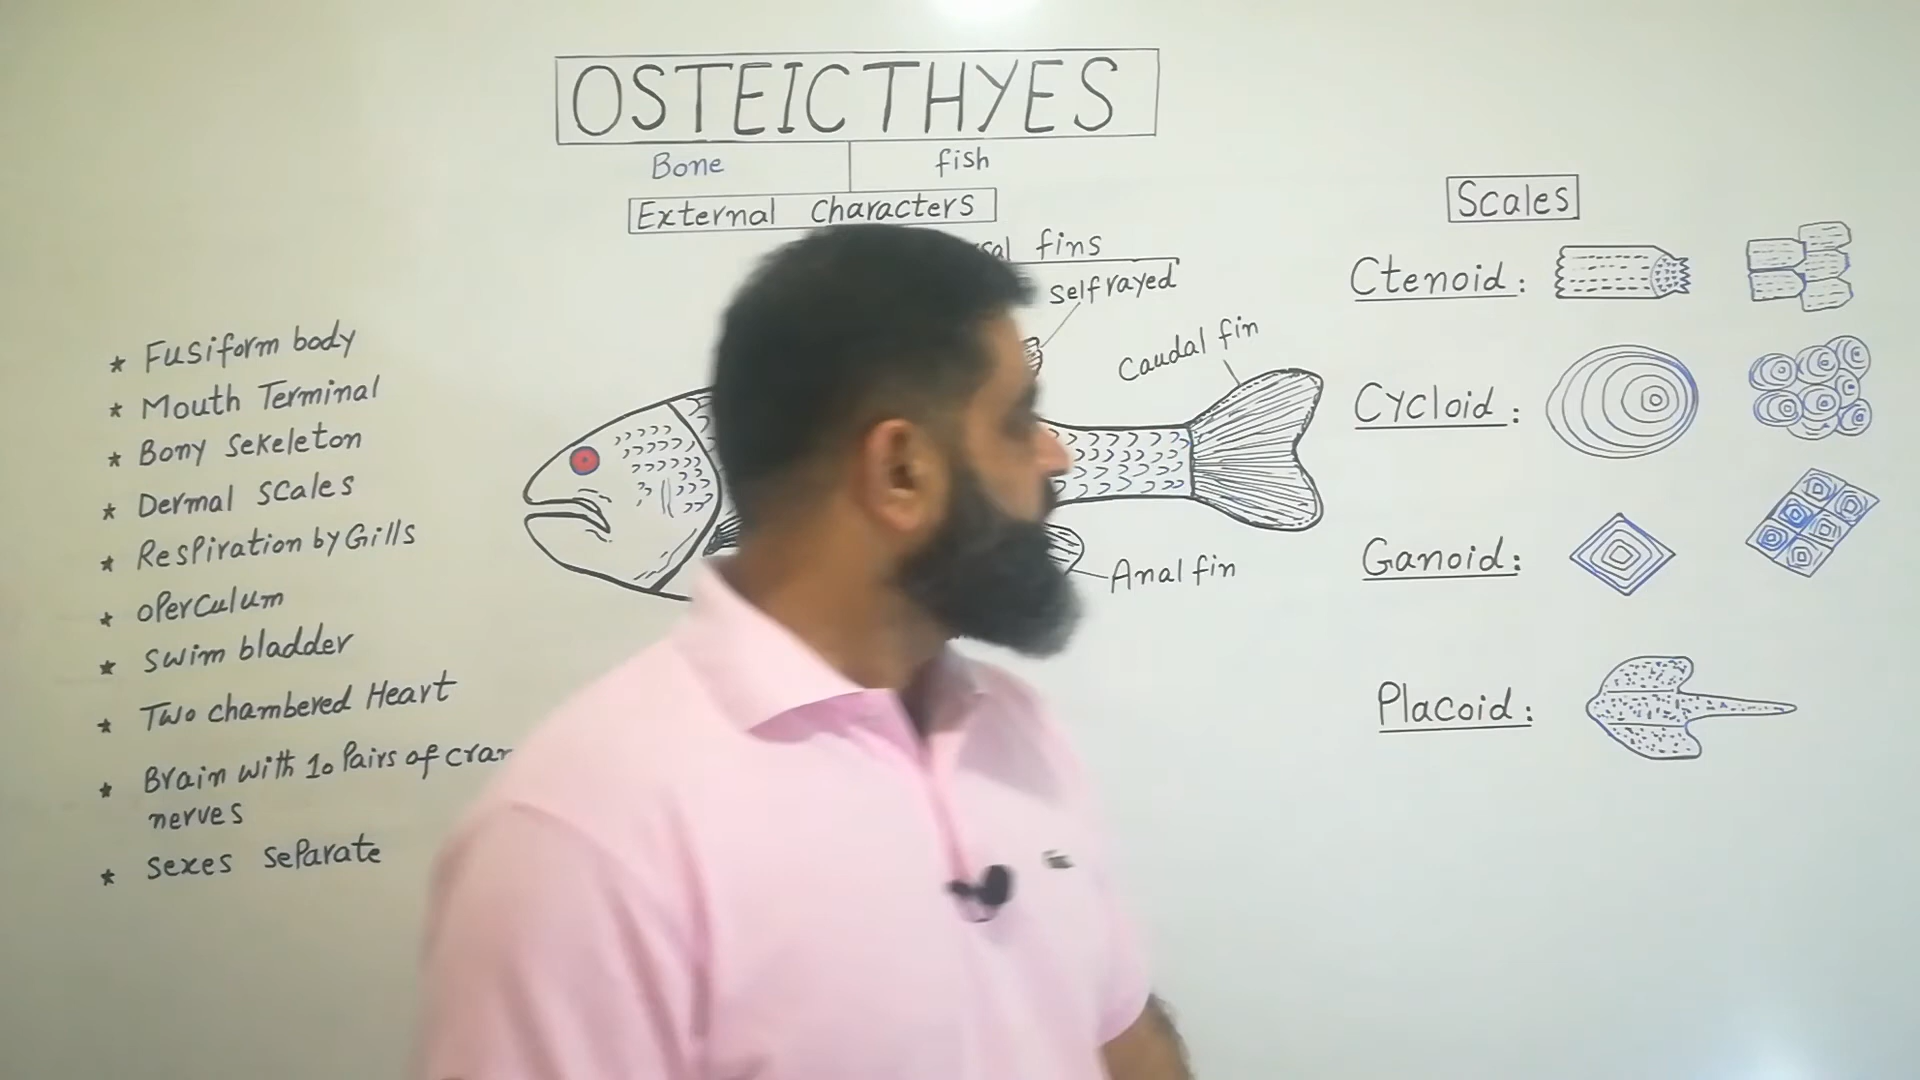 OSTEICTHYES
Bone fish
External Characters
fins
selfrayed
Caudal fin
Anal fin
* Fusiform body
* Mouth Terminal
* Bony Sekeleton
* Dermal Scales
* Respiration by Gills
* operculum
* Swim bladder
* Two chambered Heart
* Brain with 10 Pairs of
nerves
* Sexes Separate
Scales
Ctenoid:
Cycloid:
Ganoid:
Placoid: